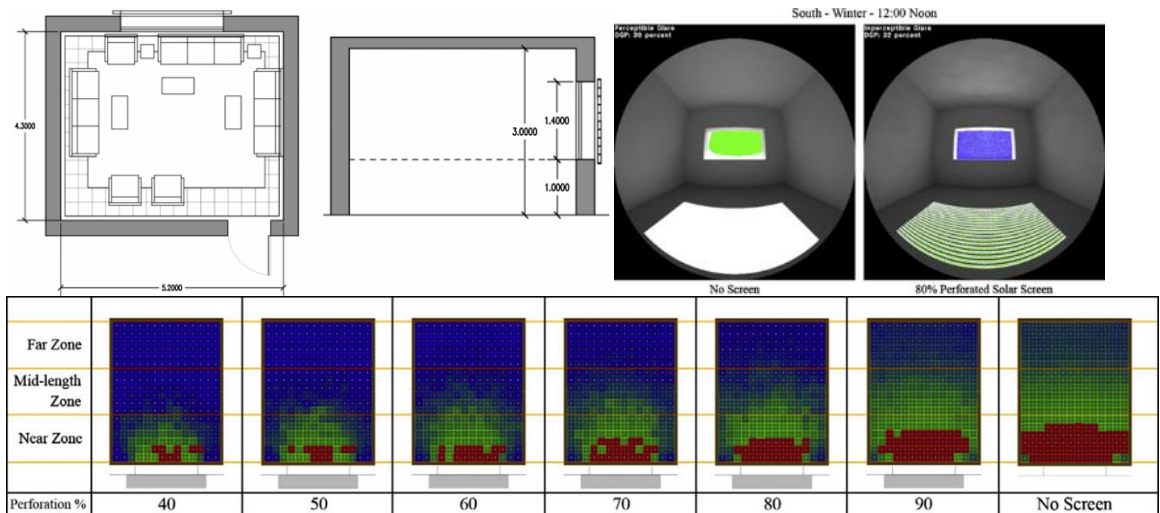 4.3000
5.2000
3.0000
1.4000
1.0000
South - Winter - 12:00 Noon
Perceptible Glare
DGP: 39 percent
Imperceptible Glare
DGP: 32 percent
No Screen
80% Perforated Solar Screen
Far Zone
Mid-length
Zone
Near Zone
Perforation %
40
50
60
70
80
90
No Screen